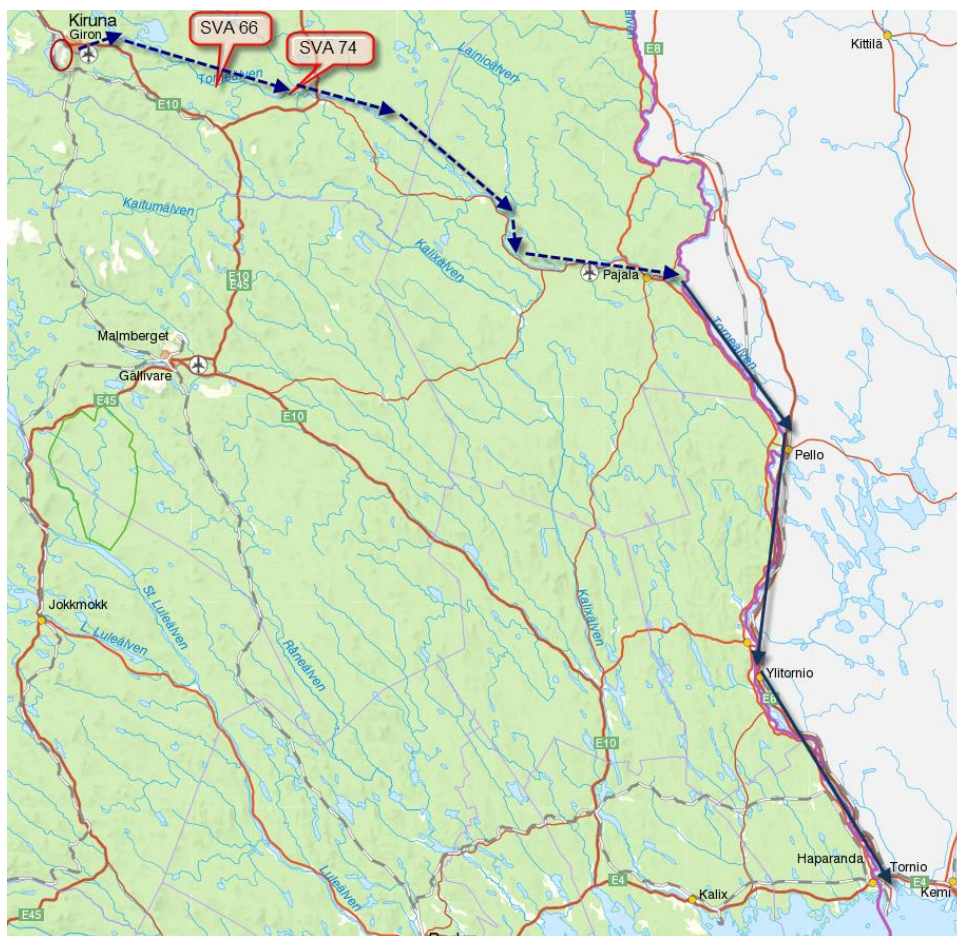 Kiruna
Giron
SVA 66
SVA 74
E8
Kittilä
Lainioälven
Torneälven
E10
Kaitumälven
Kalixälven
E10
E45
Pajala
Torneälven
Malmberget
Gällivare
E45
E10
Pello
Jokkmokk
St Luleälven
L. Luleälven
Råneälven
Kalixälven
Ylitornio
E8
E10
Luleälven
Haparanda
Tornio
E4
E4
Kemi
Kalix
E45